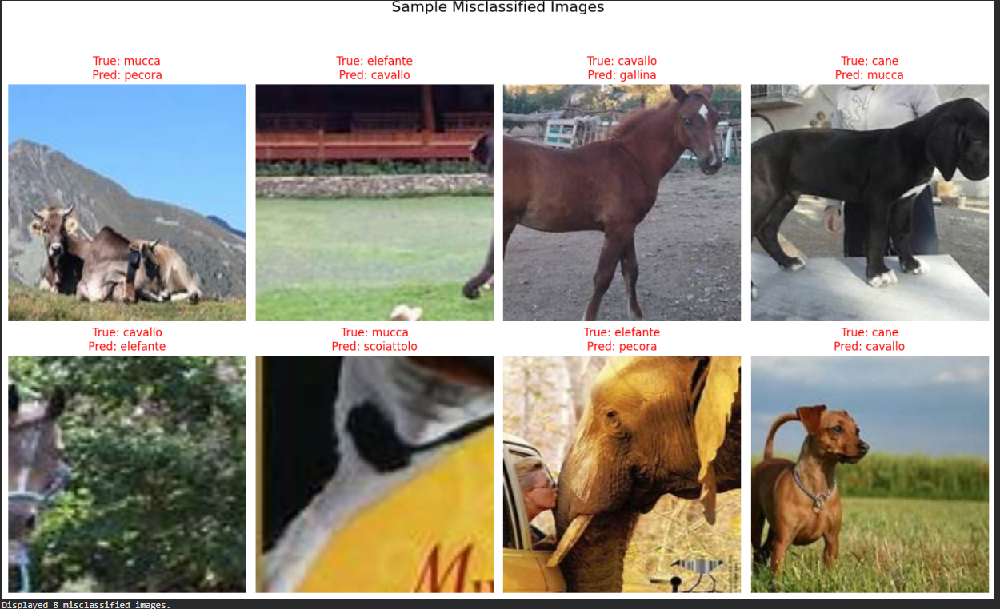 Sample Misclassified Images
True: mucca
Pred: pecora
True: elefante
Pred: cavallo
True: cavallo
Pred: gallina
True: cane
Pred: mucca
True: cavallo
Pred: elefante
True: mucca
Pred: scoiattolo
True: elefante
Pred: pecora
True: cane
Pred: cavallo
Displayed 8 misclassified images.